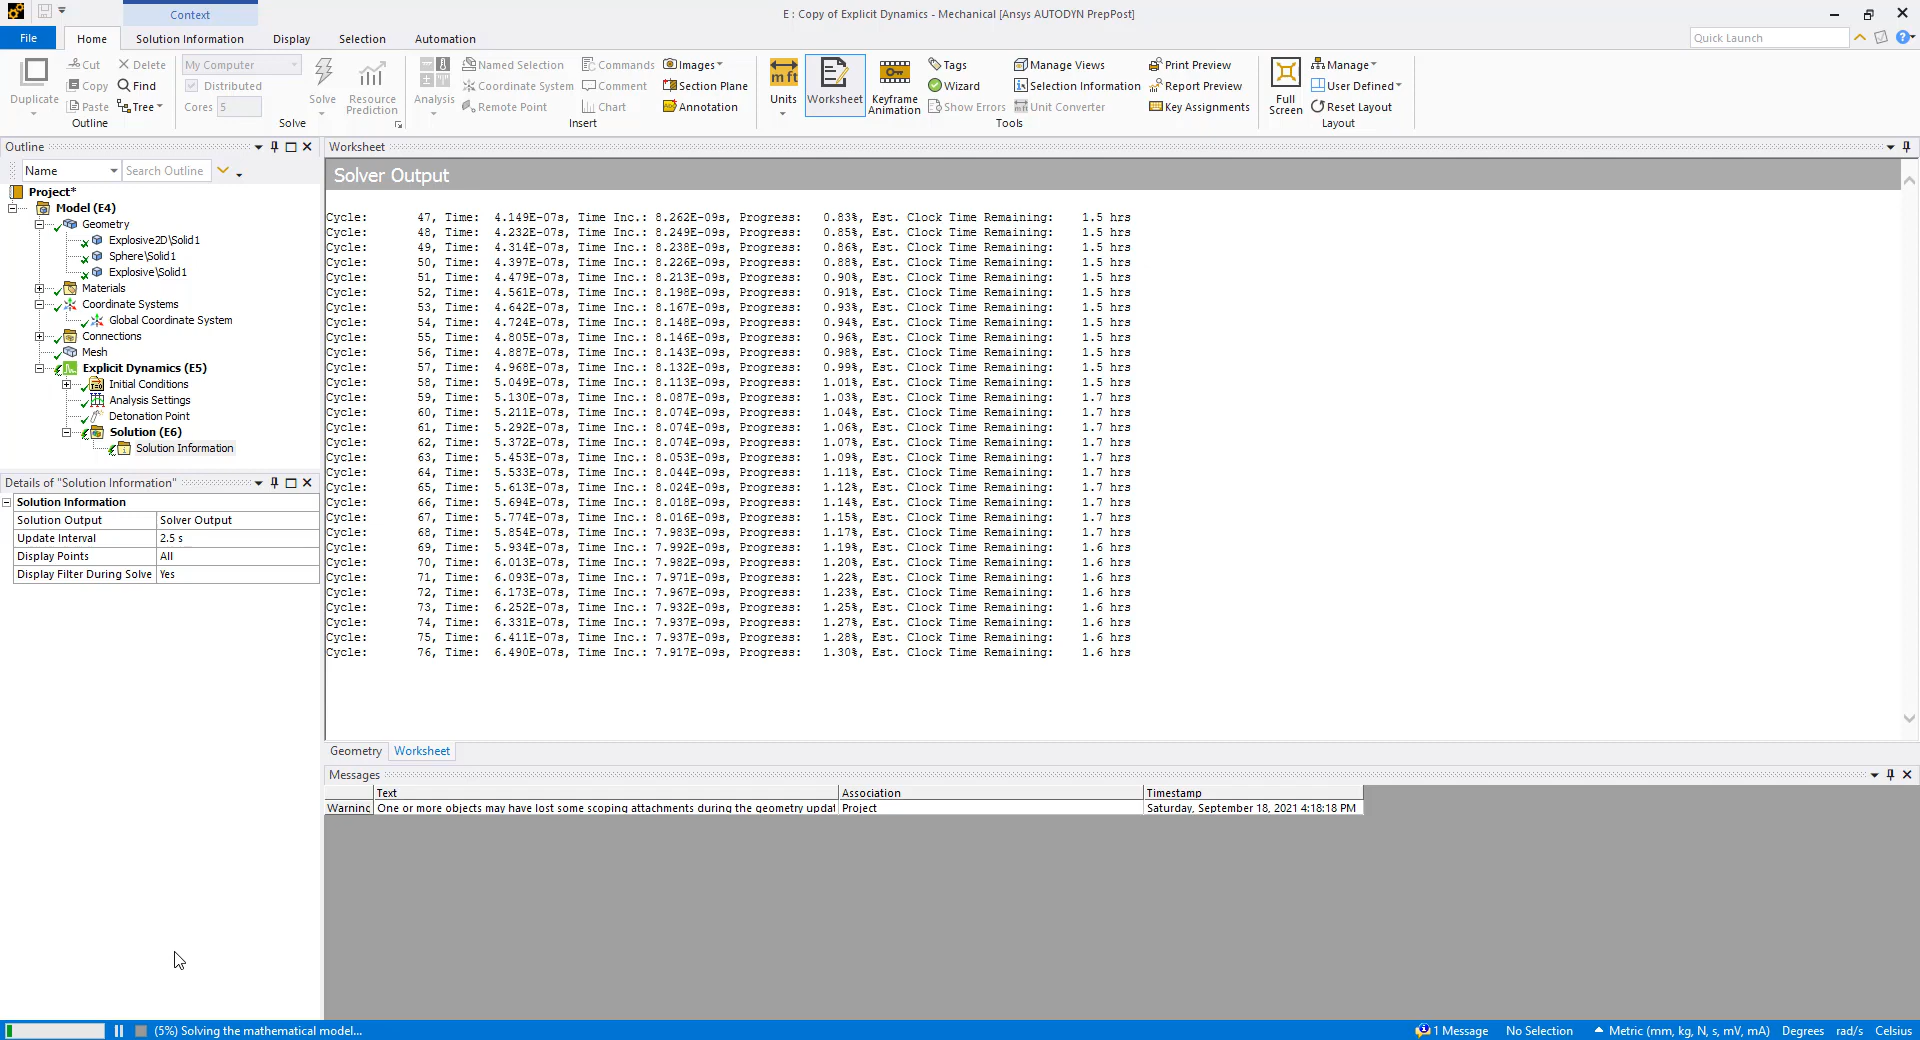 Context
E : Copy of Explicit Dynamics - Mechanical [Ansys AUTODYN PrepPost]
File Home Solution Information Display Selection Automation Quick Launch
Duplicate
Outline
Cut
Copy
Paste
Delete
Find
Tree
My Computer
Distributed
Cores 5
Solve
Resource
Prediction
Solve
Analysis
Named Selection
Coordinate System
Remote Point
Commands
Comment
Chart
Images
Section Plane
Annotation
Insert
Units
Worksheet
Keyframe
Animation
Tags
Wizard
Show Errors
Manage Views
Selection Information
Unit Converter
Print Preview
Report Preview
Key Assignments
Tools
Full
Screen
Manage
User Defined
Reset Layout
Layout
Outline
Name Search Outline
Project*
Model (E4)
Geometry
Explosive2D\Solid1
Sphere\Solid1
Explosive\Solid1
Materials
Coordinate Systems
Global Coordinate System
Connections
Mesh
Explicit Dynamics (E5)
Initial Conditions
Analysis Settings
Detonation Point
Solution (E6)
Solution Information
Details of "Solution Information"
Solution Information
Solution Output Solver Output
Update Interval 2.5 s
Display Points All
Display Filter During Solve Yes
Worksheet
Solver Output
Cycle: 47, Time: 4.149E-07s, Time Inc.: 8.262E-09s, Progress: 0.83%, Est. Clock Time Remaining: 1.5 hrs
Cycle: 48, Time: 4.232E-07s, Time Inc.: 8.249E-09s, Progress: 0.85%, Est. Clock Time Remaining: 1.5 hrs
Cycle: 49, Time: 4.314E-07s, Time Inc.: 8.238E-09s, Progress: 0.86%, Est. Clock Time Remaining: 1.5 hrs
Cycle: 50, Time: 4.397E-07s, Time Inc.: 8.226E-09s, Progress: 0.88%, Est. Clock Time Remaining: 1.5 hrs
Cycle: 51, Time: 4.479E-07s, Time Inc.: 8.213E-09s, Progress: 0.90%, Est. Clock Time Remaining: 1.5 hrs
Cycle: 52, Time: 4.561E-07s, Time Inc.: 8.198E-09s, Progress: 0.91%, Est. Clock Time Remaining: 1.5 hrs
Cycle: 53, Time: 4.642E-07s, Time Inc.: 8.167E-09s, Progress: 0.93%, Est. Clock Time Remaining: 1.5 hrs
Cycle: 54, Time: 4.724E-07s, Time Inc.: 8.148E-09s, Progress: 0.94%, Est. Clock Time Remaining: 1.5 hrs
Cycle: 55, Time: 4.805E-07s, Time Inc.: 8.146E-09s, Progress: 0.96%, Est. Clock Time Remaining: 1.5 hrs
Cycle: 56, Time: 4.887E-07s, Time Inc.: 8.143E-09s, Progress: 0.98%, Est. Clock Time Remaining: 1.5 hrs
Cycle: 57, Time: 4.968E-07s, Time Inc.: 8.132E-09s, Progress: 0.99%, Est. Clock Time Remaining: 1.5 hrs
Cycle: 58, Time: 5.049E-07s, Time Inc.: 8.113E-09s, Progress: 1.01%, Est. Clock Time Remaining: 1.5 hrs
Cycle: 59, Time: 5.130E-07s, Time Inc.: 8.087E-09s, Progress: 1.03%, Est. Clock Time Remaining: 1.7 hrs
Cycle: 60, Time: 5.211E-07s, Time Inc.: 8.074E-09s, Progress: 1.04%, Est. Clock Time Remaining: 1.7 hrs
Cycle: 61, Time: 5.292E-07s, Time Inc.: 8.074E-09s, Progress: 1.06%, Est. Clock Time Remaining: 1.7 hrs
Cycle: 62, Time: 5.372E-07s, Time Inc.: 8.074E-09s, Progress: 1.07%, Est. Clock Time Remaining: 1.7 hrs
Cycle: 63, Time: 5.453E-07s, Time Inc.: 8.053E-09s, Progress: 1.09%, Est. Clock Time Remaining: 1.7 hrs
Cycle: 64, Time: 5.533E-07s, Time Inc.: 8.044E-09s, Progress: 1.11%, Est. Clock Time Remaining: 1.7 hrs
Cycle: 65, Time: 5.613E-07s, Time Inc.: 8.024E-09s, Progress: 1.12%, Est. Clock Time Remaining: 1.7 hrs
Cycle: 66, Time: 5.694E-07s, Time Inc.: 8.018E-09s, Progress: 1.14%, Est. Clock Time Remaining: 1.7 hrs
Cycle: 67, Time: 5.774E-07s, Time Inc.: 8.016E-09s, Progress: 1.15%, Est. Clock Time Remaining: 1.7 hrs
Cycle: 68, Time: 5.854E-07s, Time Inc.: 7.983E-09s, Progress: 1.17%, Est. Clock Time Remaining: 1.7 hrs
Cycle: 69, Time: 5.934E-07s, Time Inc.: 7.992E-09s, Progress: 1.19%, Est. Clock Time Remaining: 1.6 hrs
Cycle: 70, Time: 6.013E-07s, Time Inc.: 7.982E-09s, Progress: 1.20%, Est. Clock Time Remaining: 1.6 hrs
Cycle: 71, Time: 6.093E-07s, Time Inc.: 7.971E-09s, Progress: 1.22%, Est. Clock Time Remaining: 1.6 hrs
Cycle: 72, Time: 6.173E-07s, Time Inc.: 7.967E-09s, Progress: 1.23%, Est. Clock Time Remaining: 1.6 hrs
Cycle: 73, Time: 6.252E-07s, Time Inc.: 7.932E-09s, Progress: 1.25%, Est. Clock Time Remaining: 1.6 hrs
Cycle: 74, Time: 6.331E-07s, Time Inc.: 7.937E-09s, Progress: 1.27%, Est. Clock Time Remaining: 1.6 hrs
Cycle: 75, Time: 6.411E-07s, Time Inc.: 7.937E-09s, Progress: 1.28%, Est. Clock Time Remaining: 1.6 hrs
Cycle: 76, Time: 6.490E-07s, Time Inc.: 7.917E-09s, Progress: 1.30%, Est. Clock Time Remaining: 1.6 hrs
Geometry Worksheet
Messages
Text Association Timestamp
Warninc One or more objects may have lost some scoping attachments during the geometry updat Project Saturday, September 18, 2021 4:18:18 PM
(5%) Solving the mathematical model... 1 Message No Selection Metric (mm, kg, N, s, mV, mA) Degrees rad/s Celsius